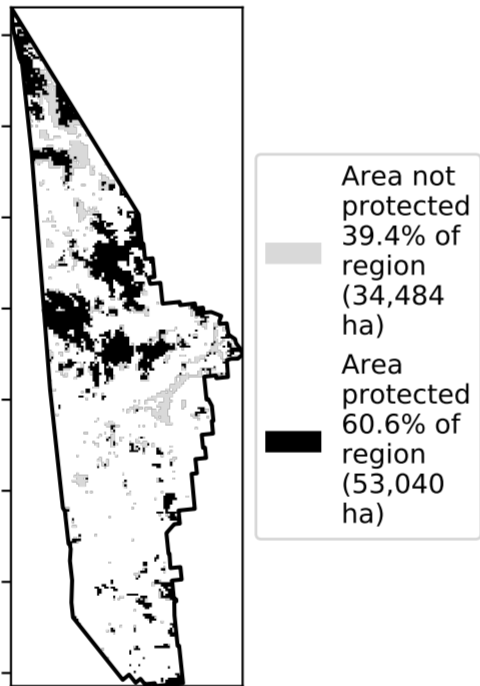 Area not
protected
39.4% of
region
(34,484
ha)
Area
protected
60.6% of
region
(53,040
ha)